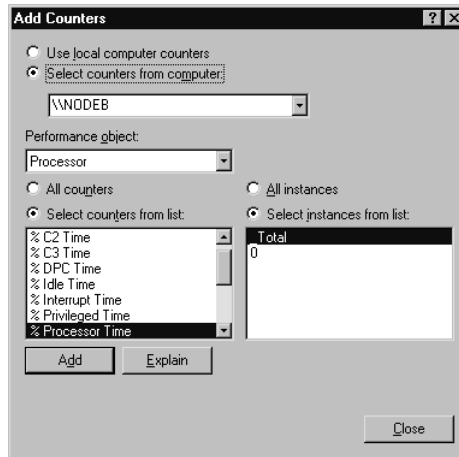 Add Counters
Use local computer counters
Select counters from computer:
\\NODEB
Performance object:
Processor
All counters
All instances
Select counters from list:
Select instances from list:
% C2 Time
% C3 Time
% DPC Time
% Idle Time
% Interrupt Time
% Privileged Time
% Processor Time
_Total
0
Add
Explain
Close